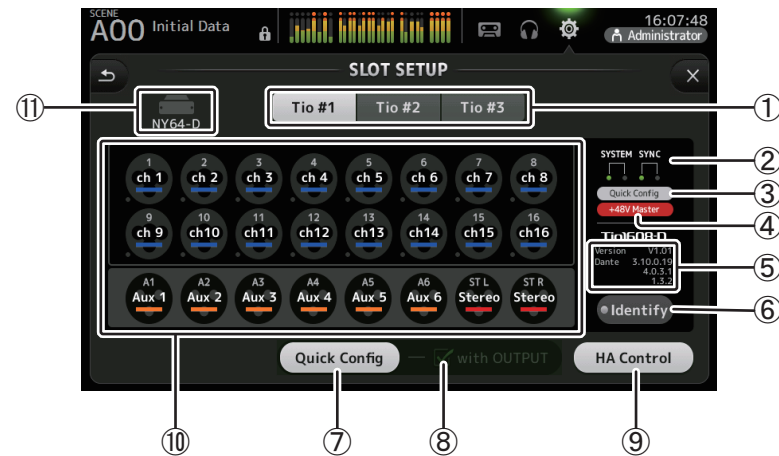 SCENE
A00 Initial Data
16:07:48
Administrator
SLOT SETUP
⑪
NY64-D
Tio #1 Tio #2 Tio #3
①
1 2 3 4 5 6 7 8
ch 1 ch 2 ch 3 ch 4 ch 5 ch 6 ch 7 ch 8
9 10 11 12 13 14 15 16
ch 9 ch10 ch11 ch12 ch13 ch14 ch15 ch16
A1 A2 A3 A4 A5 A6 ST L ST R
Aux 1 Aux 2 Aux 3 Aux 4 Aux 5 Aux 6 Stereo Stereo
SYSTEM SYNC
②
Quick Config
③
+48V Master
④
Tio1608-D
Version V1.01
Dante 3.10.0.19
4.0.3.1
1.3.2
⑤
Identify
⑥
Quick Config
with OUTPUT
HA Control
⑩ ⑦ ⑧ ⑨